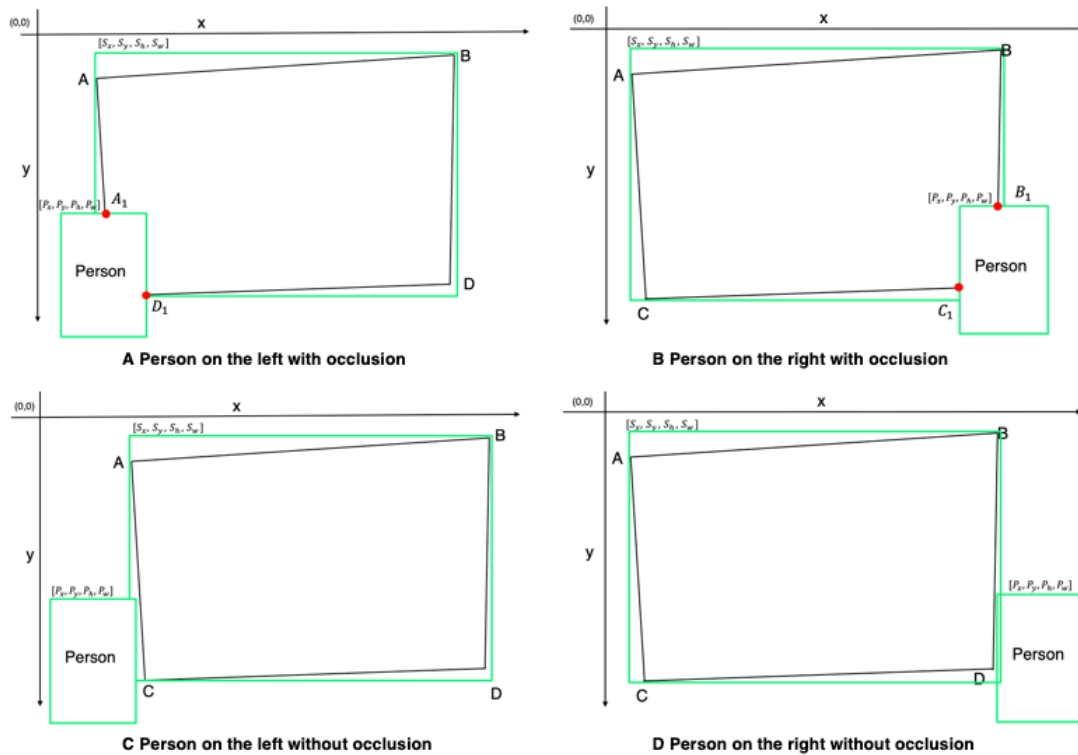 (0,0)
x
[S_x, S_y, S_h, S_w]
B
A
y
[P_x, P_y, P_h, P_w]
A_1
Person
D
D_1
A Person on the left with occlusion
(0,0)
x
[S_x, S_y, S_h, S_w]
B
A
y
[P_x, P_y, P_h, P_w]
B_1
Person
C
C_1
B Person on the right with occlusion
(0,0)
x
[S_x, S_y, S_h, S_w]
B
A
y
[P_x, P_y, P_h, P_w]
Person
C
D
C Person on the left without occlusion
(0,0)
x
[S_x, S_y, S_h, S_w]
B
A
y
[P_x, P_y, P_h, P_w]
Person
D
C
D Person on the right without occlusion